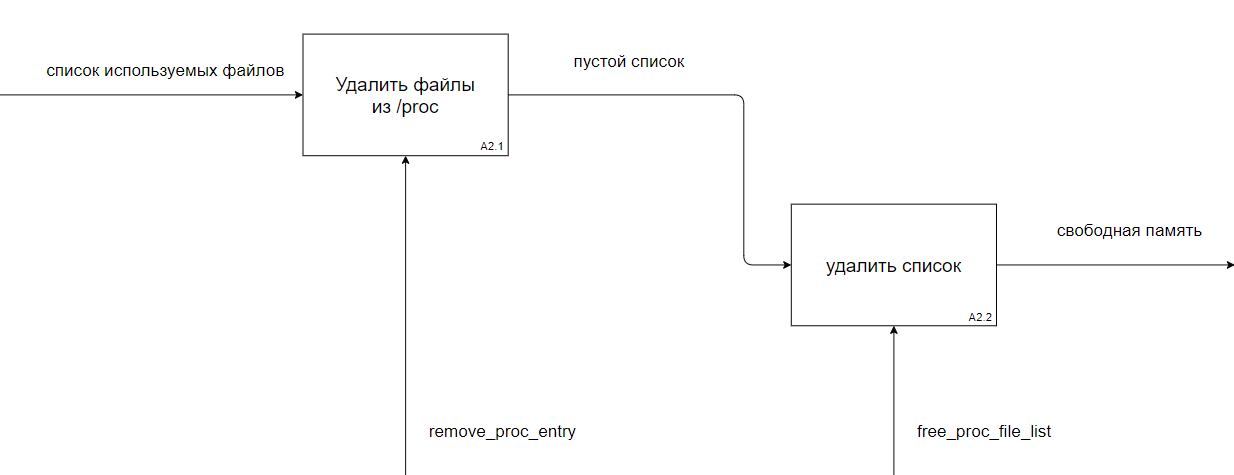 список используемых файлов
Удалить файлы
из /proc
A2.1
пустой список
удалить список
A2.2
свободная память
remove_proc_entry
free_proc_file_list